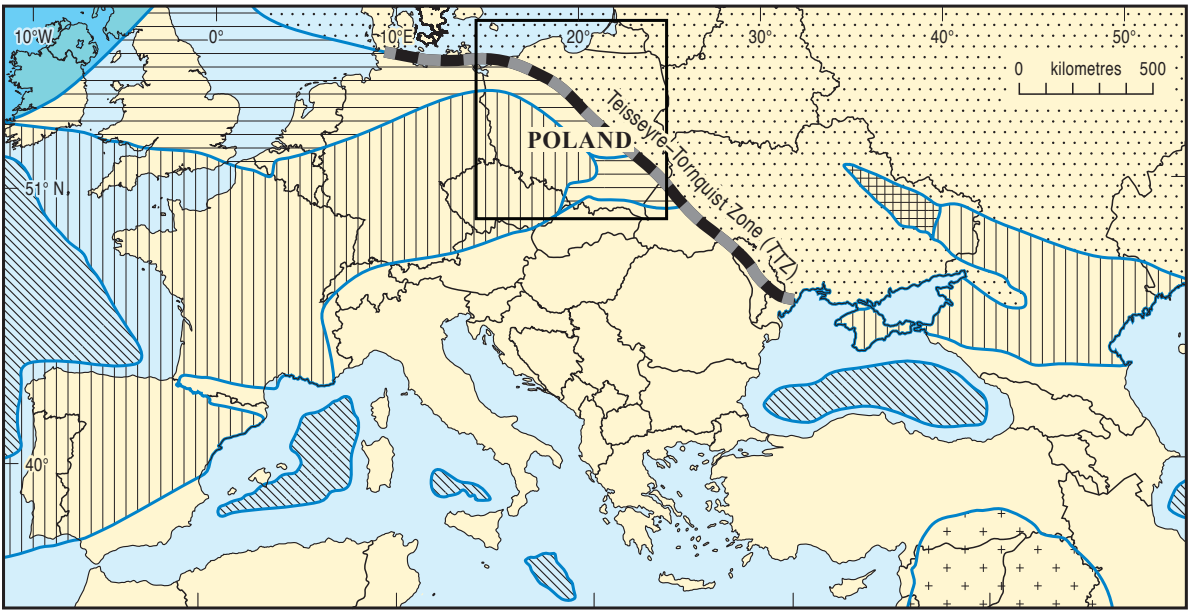 10°W
0°
10°E
20°
30°
40°
50°
0 kilometres 500
Teisseyre–Tornquist Zone (TTZ)
POLAND
51° N
40°